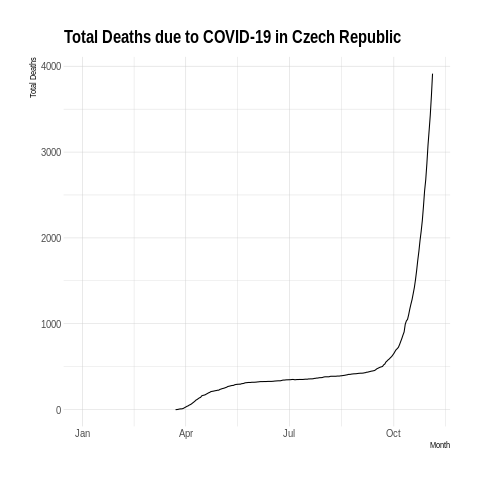 Total Deaths due to COVID-19 in Czech Republic
Total Deaths
4000
3000
2000
1000
0
Jan Apr Jul Oct
Month